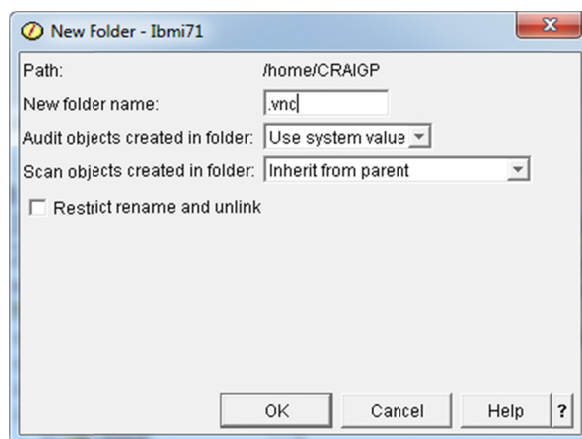 New Folder - Ibmi71
X
Path: /home/CRAIGP
New folder name: .vnc
Audit objects created in folder: Use system value
Scan objects created in folder: Inherit from parent
Restrict rename and unlink
OK Cancel Help ?